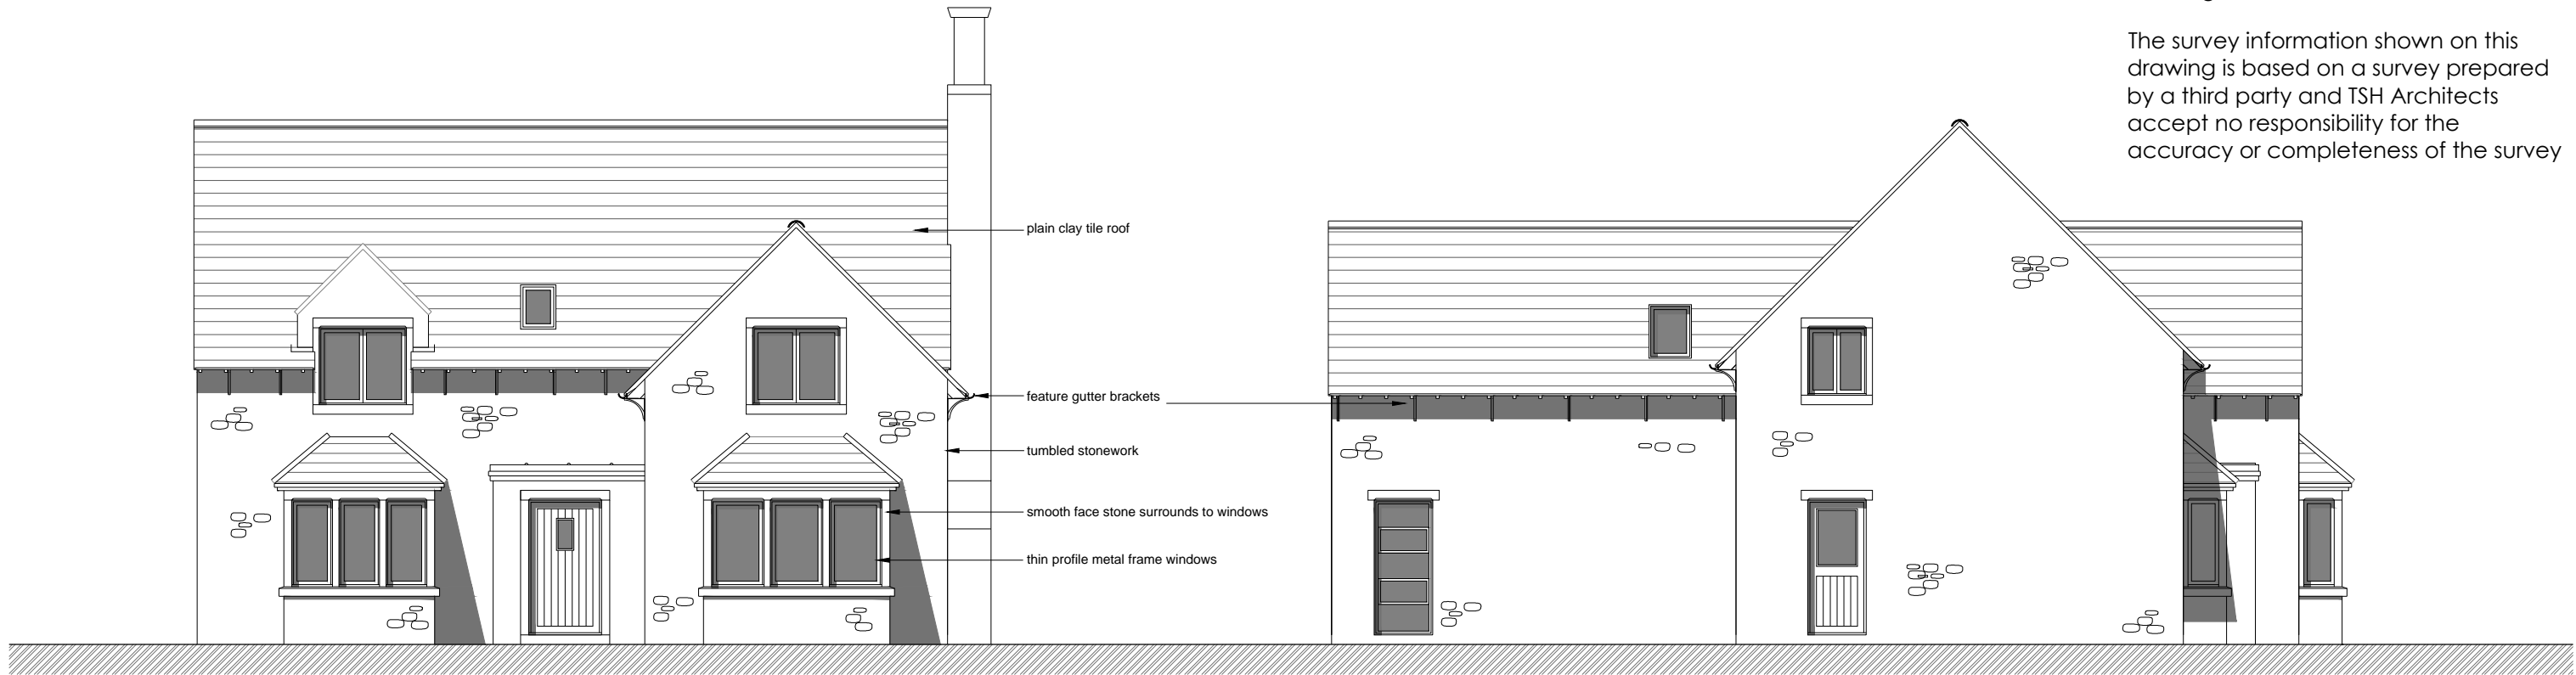 The survey information shown on this
drawing is based on a survey prepared
by a third party and TSH Architects
accept no responsibility for the
accuracy or completeness of the survey
plain clay tile roof
feature gutter brackets
tumbled stonework
smooth face stone surrounds to windows
thin profile metal frame windows